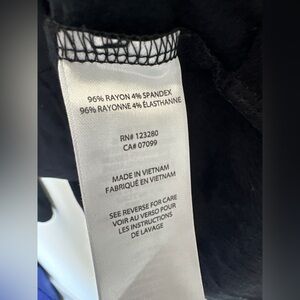 96% RAYON 4% SPANDEX
96% RAYONNE 4% ÉLASTHANNE
RN# 123280
CA# 07099
MADE IN VIETNAM
FABRIQUÉ EN VIETNAM
SEE REVERSE FOR CARE
VOIR AU VERSO POUR
LES INSTRUCTIONS
DE LAVAGE